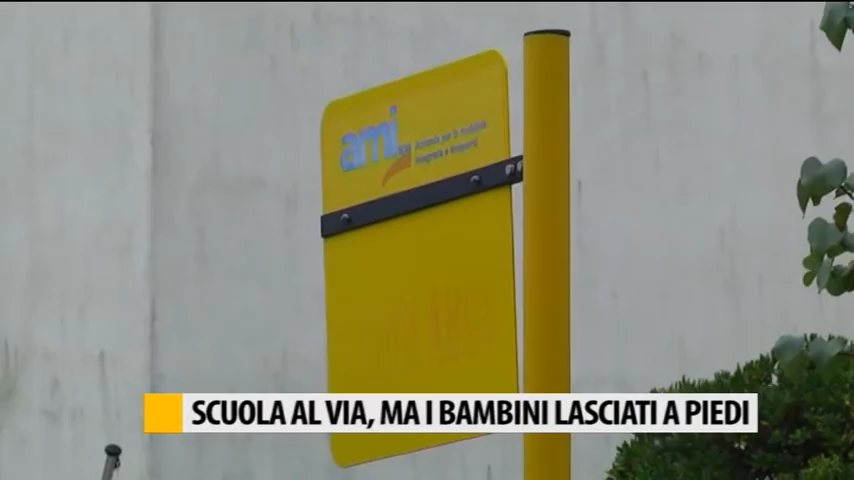 ami
Azienda per la mobilità
integrata e trasporti
SCUOLA AL VIA, MA I BAMBINI LASCIATI A PIEDI